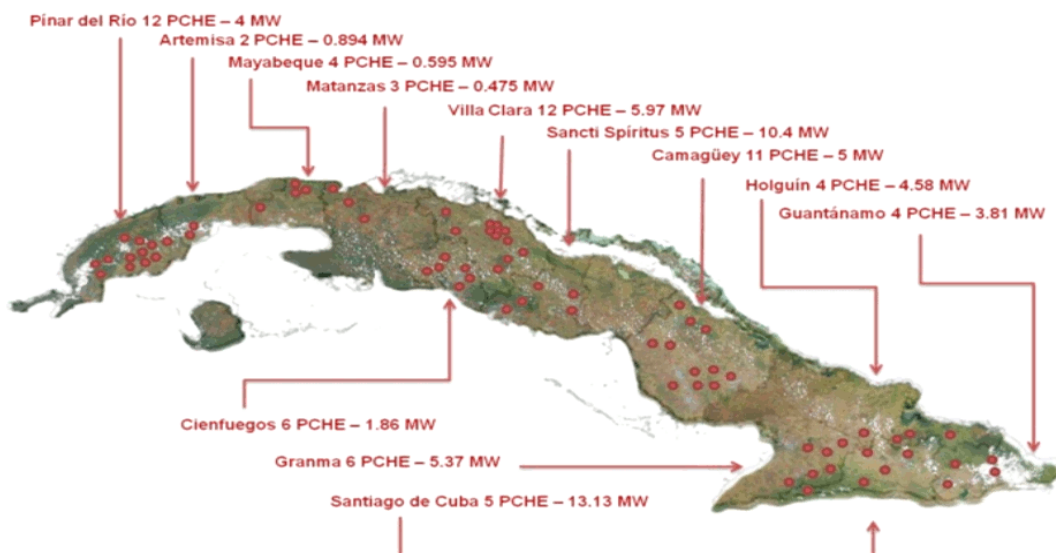 Pínar del Río 12 PCHE – 4 MW
Artemisa 2 PCHE – 0.894 MW
Mayabeque 4 PCHE – 0.595 MW
Matanzas 3 PCHE – 0.475 MW
Villa Clara 12 PCHE – 5.97 MW
Sancti Spíritus 5 PCHE – 10.4 MW
Camagüey 11 PCHE – 5 MW
Holguín 4 PCHE – 4.58 MW
Guantánamo 4 PCHE – 3.81 MW
Cienfuegos 6 PCHE – 1.86 MW
Granma 6 PCHE – 5.37 MW
Santiago de Cuba 5 PCHE – 13.13 MW